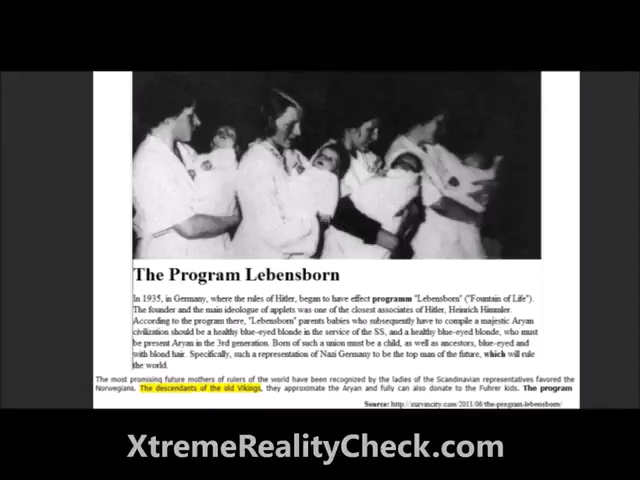 The Program Lebensborn
In 1935, in Germany, where the rules of Hitler, began to have effect programm "Lebensborn" ("Fountain of Life").
The founder and the main ideologue of applets was one of the closest associates of Hitler, Heinrich Himmler.
According to the program there, "Lebensborn" parents babies who subsequently have to compile a majestic Aryan
civilization should be a healthy blue-eyed blonde in the service of the SS, and a healthy blue-eyed blonde, who must
be present Aryan in the 3rd generation. Born of such a union must be a child, as well as ancestors, blue-eyed and
with blond hair. Specifically, such a representation of Nazi Germany to be the top man of the future, which will rule
the world.
The most promising future mothers of rulers of the world have been recognized by the ladies of the Scandinavian representatives favored the
Norwegians. The descendants of the old Vikings, they approximate the Aryan and fully can also donate to the Fuhrer kids. The program
Source: http://survincity.com/2011/06/the-program-lebensborn/
XtremeRealityCheck.com